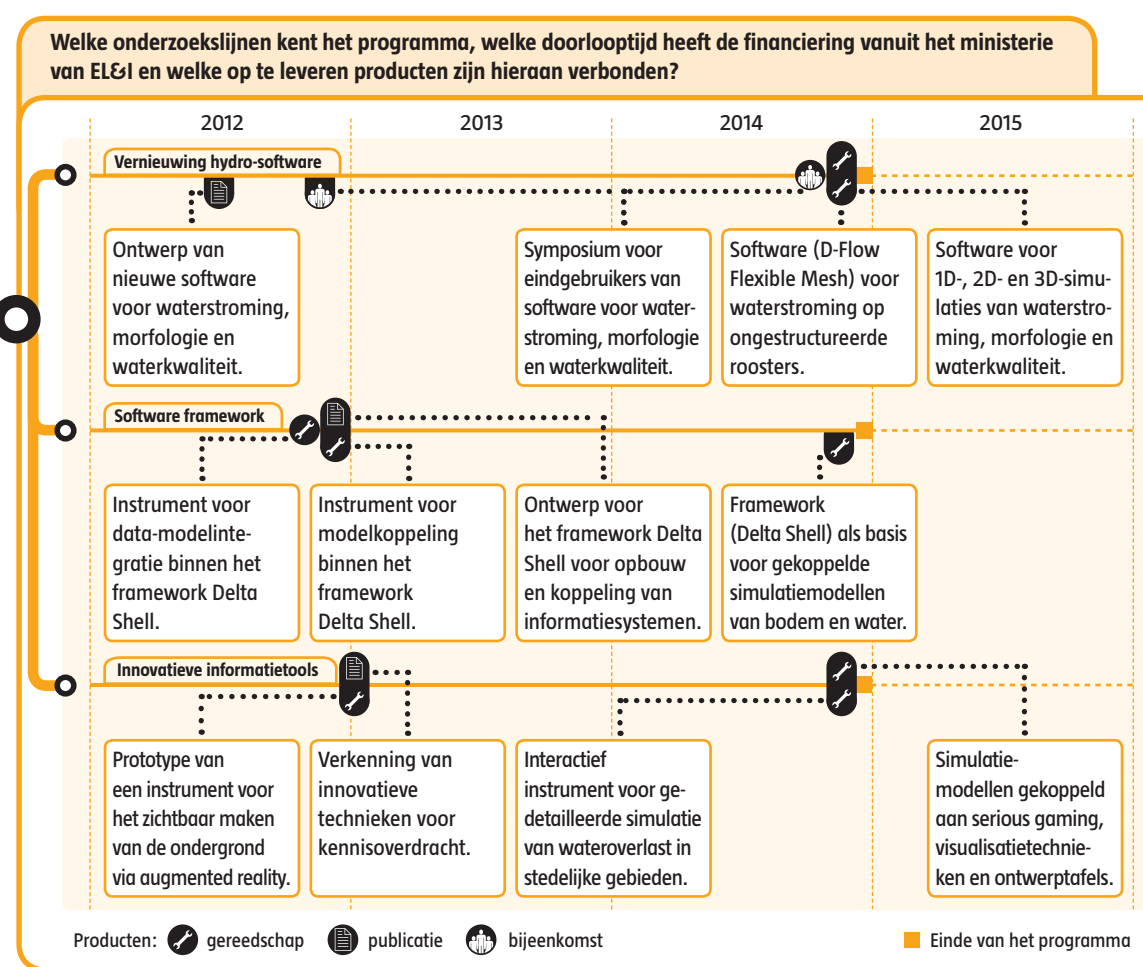 Welke onderzoekslijnen kent het programma, welke doorlooptijd heeft de financiering vanuit het ministerie
van EL&I en welke op te leveren producten zijn hieraan verbonden?
2012
2013
2014
2015
Vernieuwing hydro-software
Ontwerp van
nieuwe software
voor waterstroming,
morfologie en
waterkwaliteit.
Symposium voor
eindgebruikers van
software voor water-
stroming, morfologie
en waterkwaliteit.
Software (D-Flow
Flexible Mesh) voor
waterstroming op
ongestructureerde
roosters.
Software voor
1D-, 2D- en 3D-simu-
laties van waterstro-
ming, morfologie en
waterkwaliteit.
Software framework
Instrument voor
data-modelinte-
gratie binnen het
framework Delta
Shell.
Instrument voor
modelkoppeling
binnen het
framework
Delta Shell.
Ontwerp voor
het framework Delta
Shell voor opbouw
en koppeling van
informatiesystemen.
Framework
(Delta Shell) als basis
voor gekoppelde
simulatiemodellen
van bodem en water.
Innovatieve informatietools
Prototype van
een instrument voor
het zichtbaar maken
van de ondergrond
via augmented reality.
Verkenning van
innovatieve
technieken voor
kennisoverdracht.
Interactief
instrument voor ge-
detailleerde simulatie
van wateroverlast in
stedelijke gebieden.
Simulatie-
modellen gekoppeld
aan serious gaming,
visualisatietechnie-
ken en ontwerptafels.
Producten: gereedschap publicatie bijeenkomst Einde van het programma